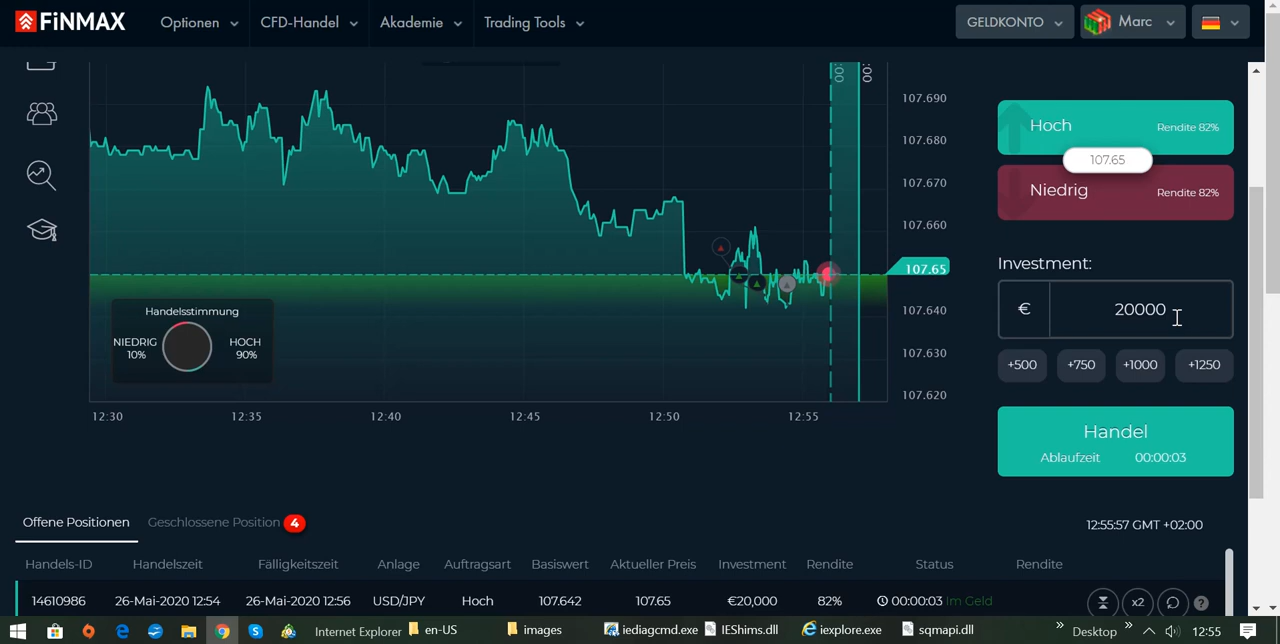 FiNMAX
Optionen
CFD-Handel
Akademie
Trading Tools
GELDKONTO
Marc
107.690
107.680
107.670
107.660
107.65
107.640
107.630
107.620
Handelsstimmung
NIEDRIG
10%
HOCH
90%
12:30
12:35
12:40
12:45
12:50
12:55
Hoch
Rendite 82%
107.65
Niedrig
Rendite 82%
Investment:
€ 20000
+500 +750 +1000 +1250
Handel
Ablaufzeit 00:00:03
Offene Positionen
Geschlossene Position 4
12:55:57 GMT +02:00
Handels-ID Handelszeit Fälligkeitszeit Anlage Auftragsart Basiswert Aktueller Preis Investment Rendite Status Rendite
14610986 26-Mai-2020 12:54 26-Mai-2020 12:56 USD/JPY Hoch 107.642 107.65 €20,000 82% 00:00:03 Im Geld x2 ?
Internet Explorer
en-US
images
iediagcmd.exe
IEShims.dll
iexplore.exe
sqmapi.dll
Desktop
12:55